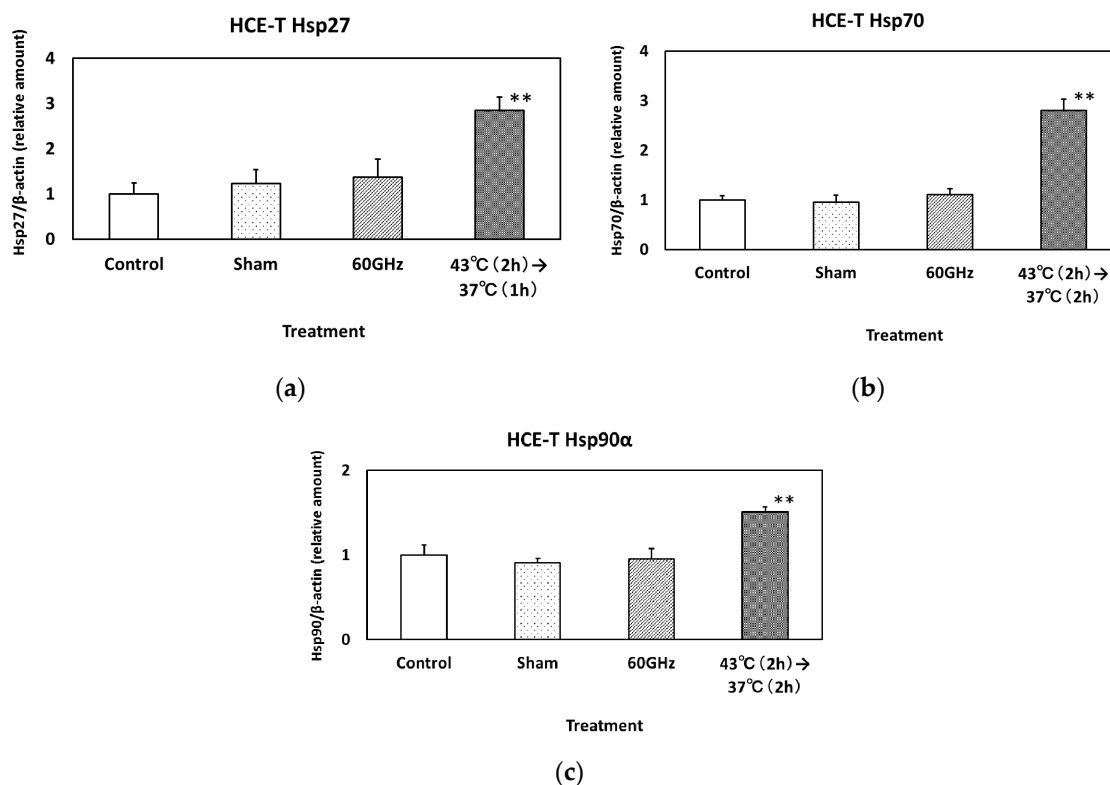 HCE-T Hsp27
Hsp27/β-actin (relative amount)
4
3
2
1
0
**
Control
Sham
60GHz
43℃(2h)→
37℃(1h)
Treatment
(a)
HCE-T Hsp70
Hsp70/β-actin (relative amount)
4
3
2
1
0
**
Control
Sham
60GHz
43℃(2h)→
37℃(2h)
Treatment
(b)
HCE-T Hsp90α
Hsp90/β-actin (relative amount)
2
1
0
**
Control
Sham
60GHz
43℃(2h)→
37℃(2h)
Treatment
(c)